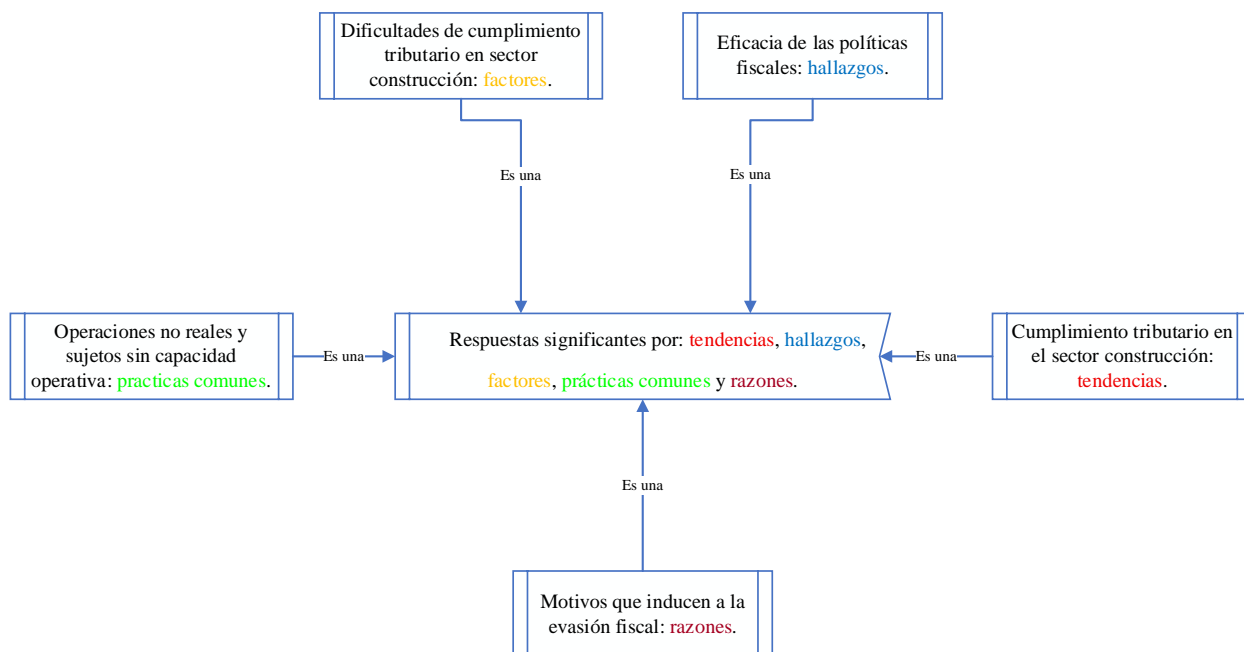 Dificultades de cumplimiento
tributario en sector
construcción: factores.
Eficacia de las políticas
fiscales: hallazgos.
Es una
Es una
Operaciones no reales y
sujetos sin capacidad
operativa: practicas comunes.
Es una
Respuestas significantes por: tendencias, hallazgos,
factores, prácticas comunes y razones.
Es una
Cumplimiento tributario en
el sector construcción:
tendencias.
Es una
Motivos que inducen a la
evasión fiscal: razones.